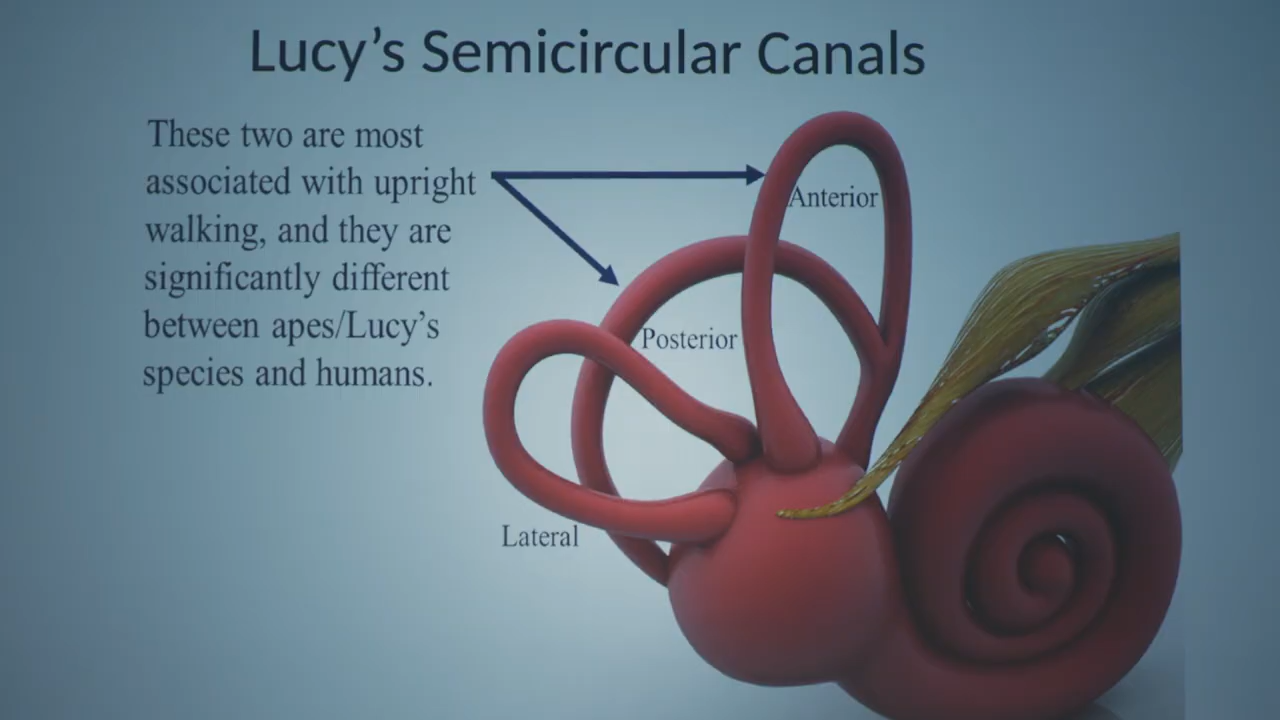 Lucy’s Semicircular Canals
These two are most
associated with upright
walking, and they are
significantly different
between apes/Lucy’s
species and humans.
Anterior
Posterior
Lateral